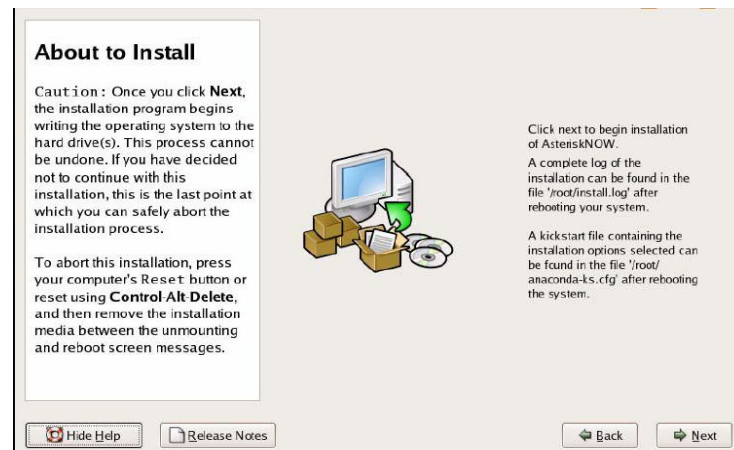 About to Install
Caution: Once you click Next,
the installation program begins
writing the operating system to the
hard drive(s). This process cannot
be undone. If you have decided
not to continue with this
installation, this is the last point at
which you can safely abort the
installation process.
To abort this installation, press
your computer's Reset button or
reset using Control-Alt-Delete,
and then remove the installation
media between the unmounting
and reboot screen messages.
Click next to begin installation
of AsteriskNOW.
A complete log of the
installation can be found in the
file '/root/install.log' after
rebooting your system.
A kickstart file containing the
installation options selected can
be found in the file '/root/
anaconda-ks.cfg' after rebooting
the system.
Hide Help
Release Notes
Back
Next